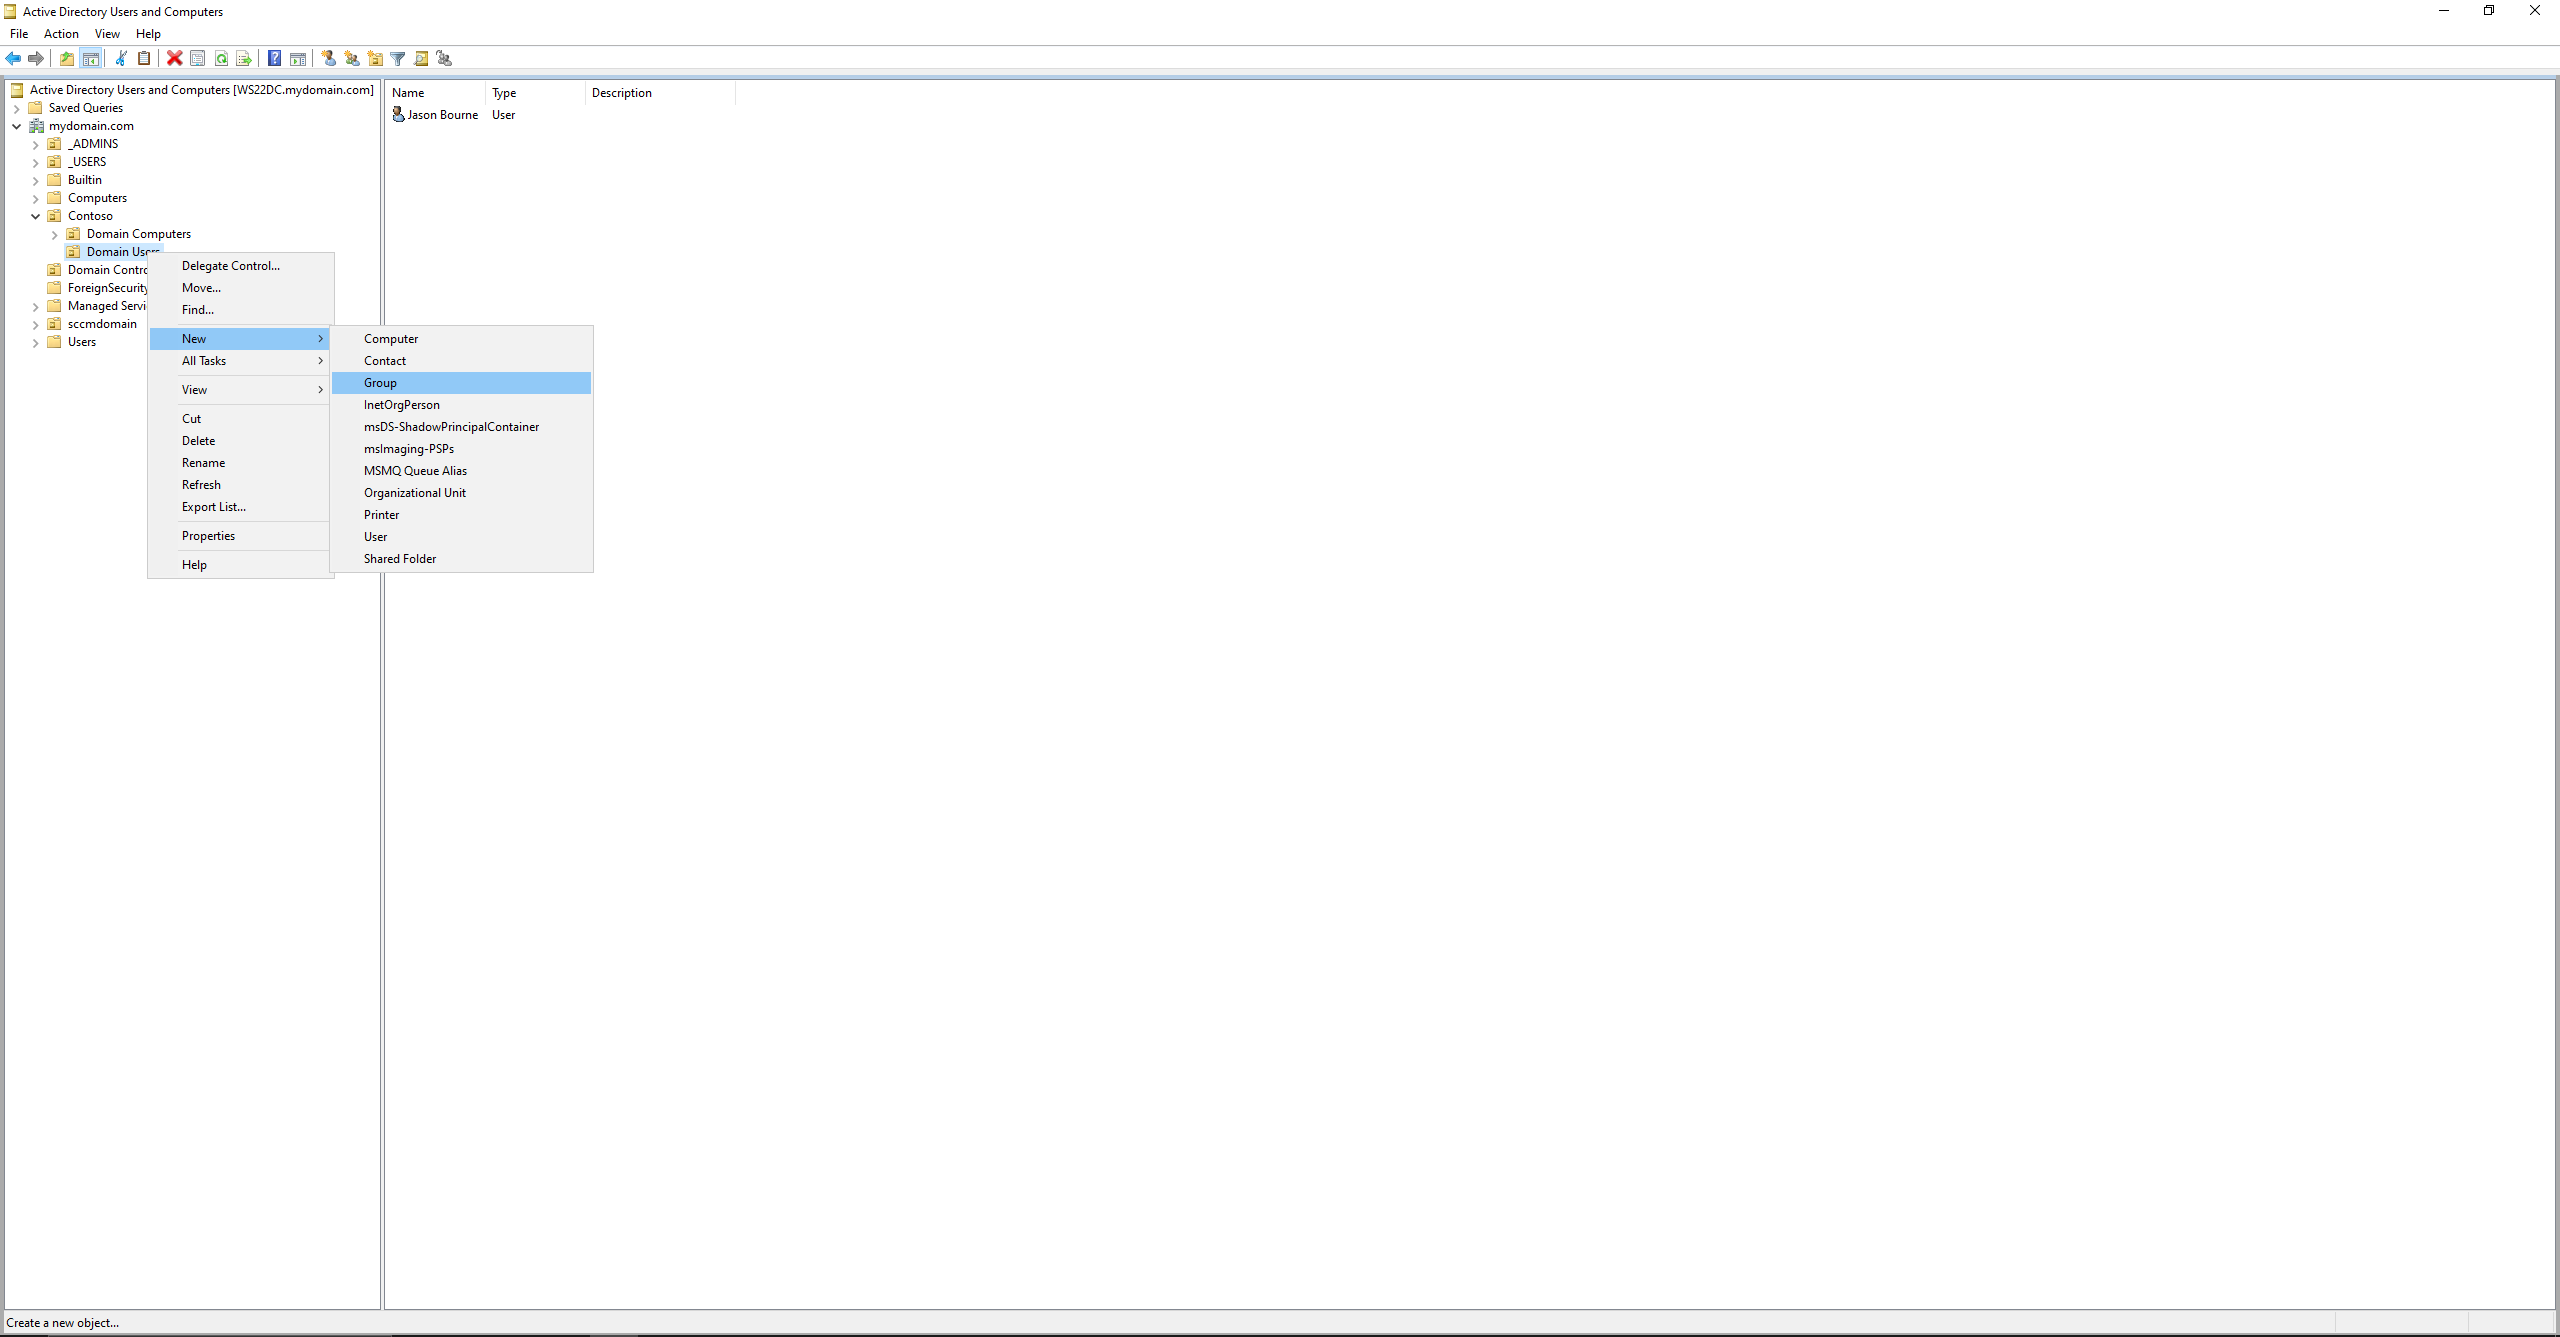 Active Directory Users and Computers
File Action View Help
Active Directory Users and Computers [WS22DC.mydomain.com]
Saved Queries
mydomain.com
_ADMINS
_USERS
Builtin
Computers
Contoso
Domain Computers
Domain Users
Domain Contro
ForeignSecurity
Managed Servi
sccmdomain
Users
Name Type Description
Jason Bourne User
Delegate Control...
Move...
Find...
New
All Tasks
View
Cut
Delete
Rename
Refresh
Export List...
Properties
Help
Computer
Contact
Group
InetOrgPerson
msDS-ShadowPrincipalContainer
msImaging-PSPs
MSMQ Queue Alias
Organizational Unit
Printer
User
Shared Folder
Create a new object...